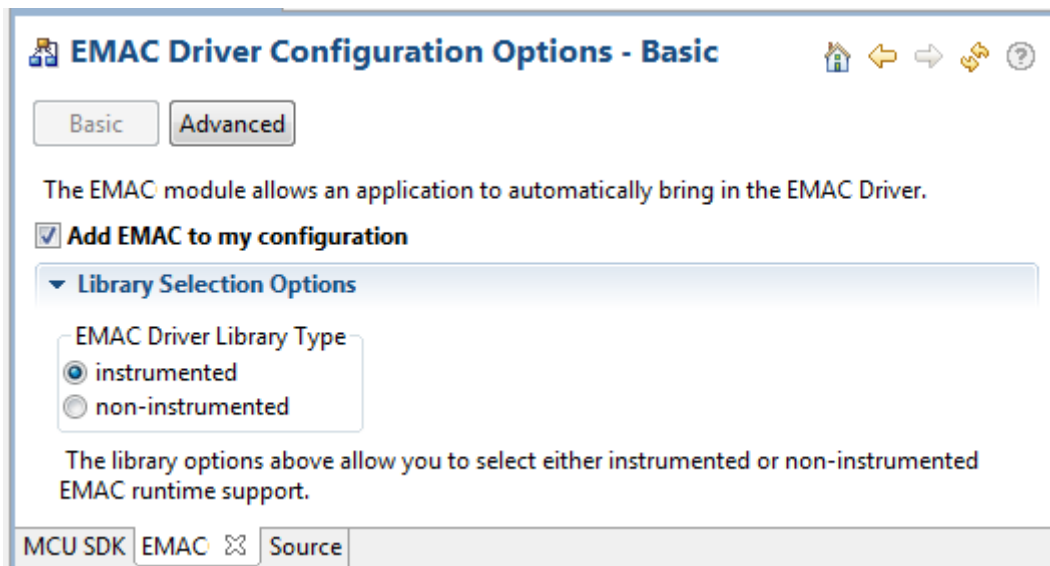 EMAC Driver Configuration Options - Basic
Basic Advanced
The EMAC module allows an application to automatically bring in the EMAC Driver.
Add EMAC to my configuration
Library Selection Options
EMAC Driver Library Type
instrumented
non-instrumented
The library options above allow you to select either instrumented or non-instrumented
EMAC runtime support.
MCU SDK EMAC Source